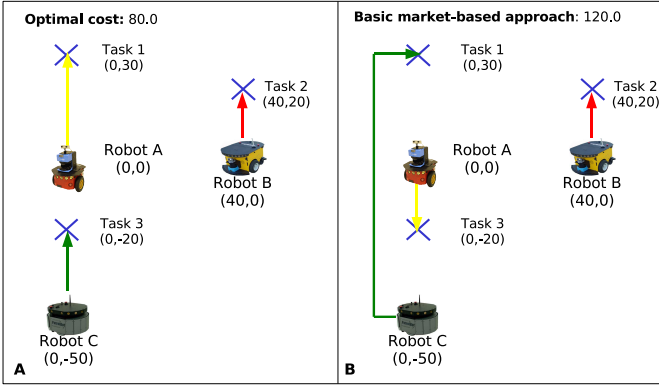 Optimal cost: 80.0
Task 1
(0,30)
Task 2
(40,20)
Robot A
(0,0)
Robot B
(40,0)
Task 3
(0,-20)
Robot C
(0,-50)
A
Basic market-based approach: 120.0
Task 1
(0,30)
Task 2
(40,20)
Robot A
(0,0)
Robot B
(40,0)
Task 3
(0,-20)
Robot C
(0,-50)
B